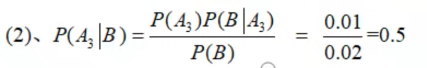 (2)、P(A₃|B) = P(A₃)P(B|A₃) / P(B) = 0.01 / 0.02 =0.5